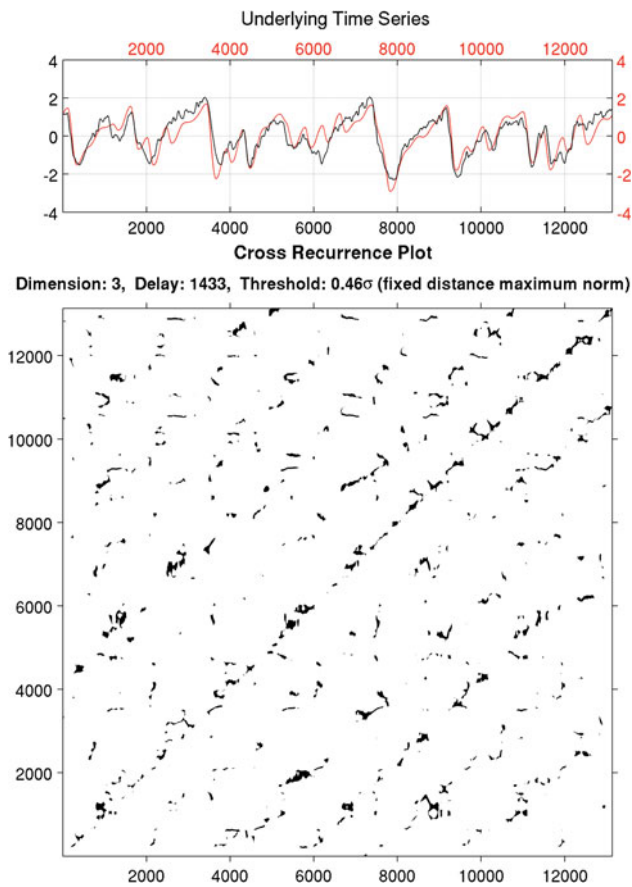 Underlying Time Series
2000 4000 6000 8000 10000 12000
4 4
2 2
0 0
-2 -2
-4 -4
2000 4000 6000 8000 10000 12000
Cross Recurrence Plot
Dimension: 3, Delay: 1433, Threshold: 0.46σ (fixed distance maximum norm)
12000
10000
8000
6000
4000
2000
2000 4000 6000 8000 10000 12000